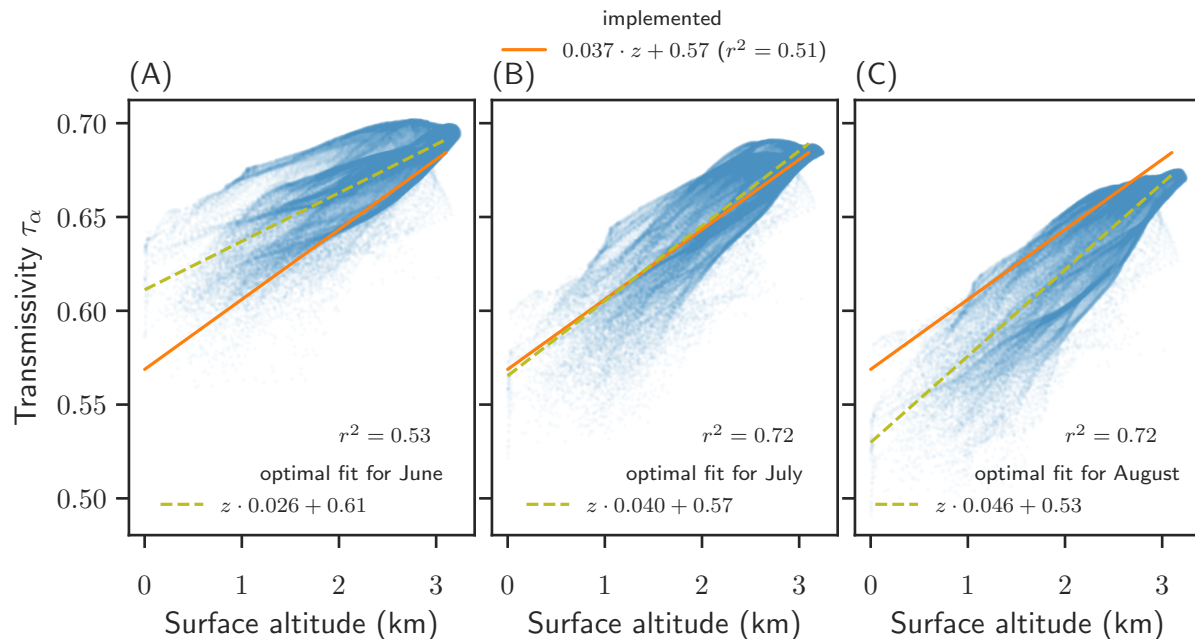 implemented
0.037 · z + 0.57 (r² = 0.51)
(A)
(B)
(C)
Transmissivity τα
0.70
0.65
0.60
0.55
0.50
r² = 0.53
optimal fit for June
z · 0.026 + 0.61
r² = 0.72
optimal fit for July
z · 0.040 + 0.57
r² = 0.72
optimal fit for August
z · 0.046 + 0.53
0 1 2 3
0 1 2 3
0 1 2 3
Surface altitude (km)
Surface altitude (km)
Surface altitude (km)